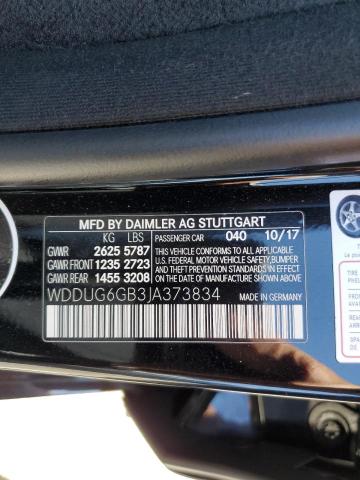 MFD BY DAIMLER AG STUTTGART
KG LBS
GVWR 2625 5787
GAWR FRONT 1235 2723
GAWR REAR 1455 3208
PASSENGER CAR 040 10/17
THIS VEHICLE CONFORMS TO ALL APPLICABLE
U.S. FEDERAL MOTOR VEHICLE SAFETY, BUMPER
AND THEFT PREVENTION STANDARDS IN EFFECT ON
THE DATE OF MANUFACTURE SHOWN ABOVE.
WDDUG6GB3JA373834
MADE IN GERMANY